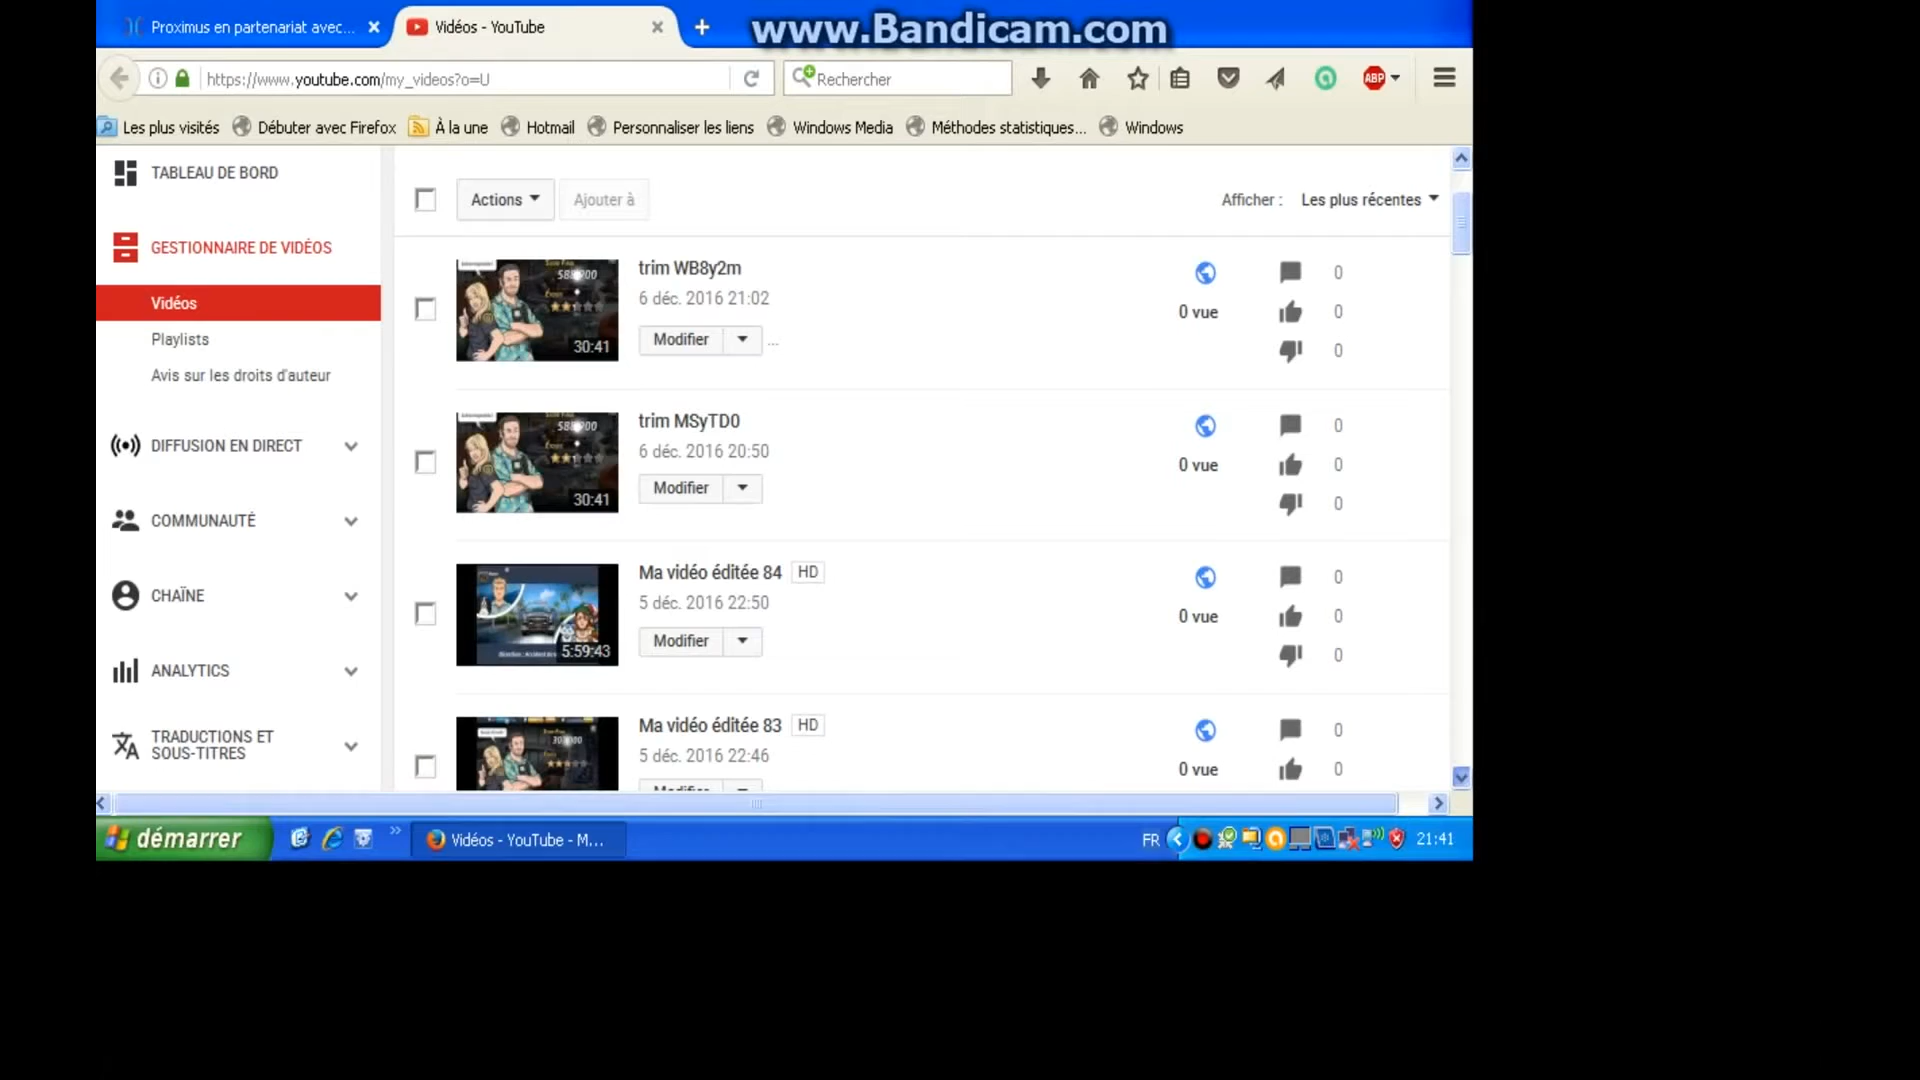 Proximus en partenariat avec...
Vidéos - YouTube
www.Bandicam.com
https://www.youtube.com/my_videos?o=U
Rechercher
ABP
Les plus visités
Débuter avec Firefox
À la une
Hotmail
Personnaliser les liens
Windows Media
Méthodes statistiques...
Windows
TABLEAU DE BORD
GESTIONNAIRE DE VIDÉOS
Vidéos
Playlists
Avis sur les droits d'auteur
DIFFUSION EN DIRECT
COMMUNAUTÉ
CHAÎNE
ANALYTICS
TRADUCTIONS ET
SOUS-TITRES
Actions
Ajouter à
Afficher :
Les plus récentes
30:41
trim WB8y2m
6 déc. 2016 21:02
Modifier
...
0 vue
0
0
0
30:41
trim MSyTD0
6 déc. 2016 20:50
Modifier
0 vue
0
0
0
5:59:43
Ma vidéo éditée 84
HD
5 déc. 2016 22:50
Modifier
0 vue
0
0
0
Ma vidéo éditée 83
HD
5 déc. 2016 22:46
Modifier
0 vue
0
0
démarrer
Vidéos - YouTube - M...
FR
21:41